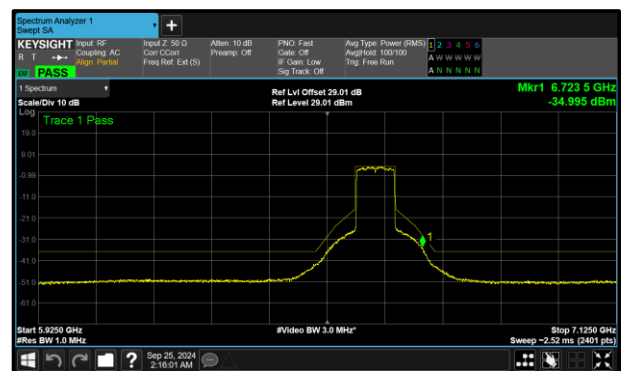 Spectrum Analyzer 1
Swept SA
+
KEYSIGHT
R T
PASS
Input: RF
Coupling: AC
Align: Partial
Input Z: 50 Ω
Corr CCorr
Freq Ref: Ext (S)
Atten: 10 dB
Preamp: Off
PNO: Fast
Gate: Off
IF Gain: Low
Sig Track: Off
Avg Type: Power (RMS)
Avg|Hold: 100/100
Trig: Free Run
1 2 3 4 5 6
A W W W W W
A N N N N N
1 Spectrum
Scale/Div 10 dB
Ref Lvl Offset 29.01 dB
Ref Level 29.01 dBm
Mkr1 6.723 5 GHz
-34.995 dBm
Log
Trace 1 Pass
19.0
9.01
-0.99
-11.0
-21.0
-31.0
-41.0
-51.0
-61.0
1
Start 5.9250 GHz
#Res BW 1.0 MHz
#Video BW 3.0 MHz*
Stop 7.1250 GHz
Sweep ~2.52 ms (2401 pts)
?
Sep 25, 2024
2:16:01 AM